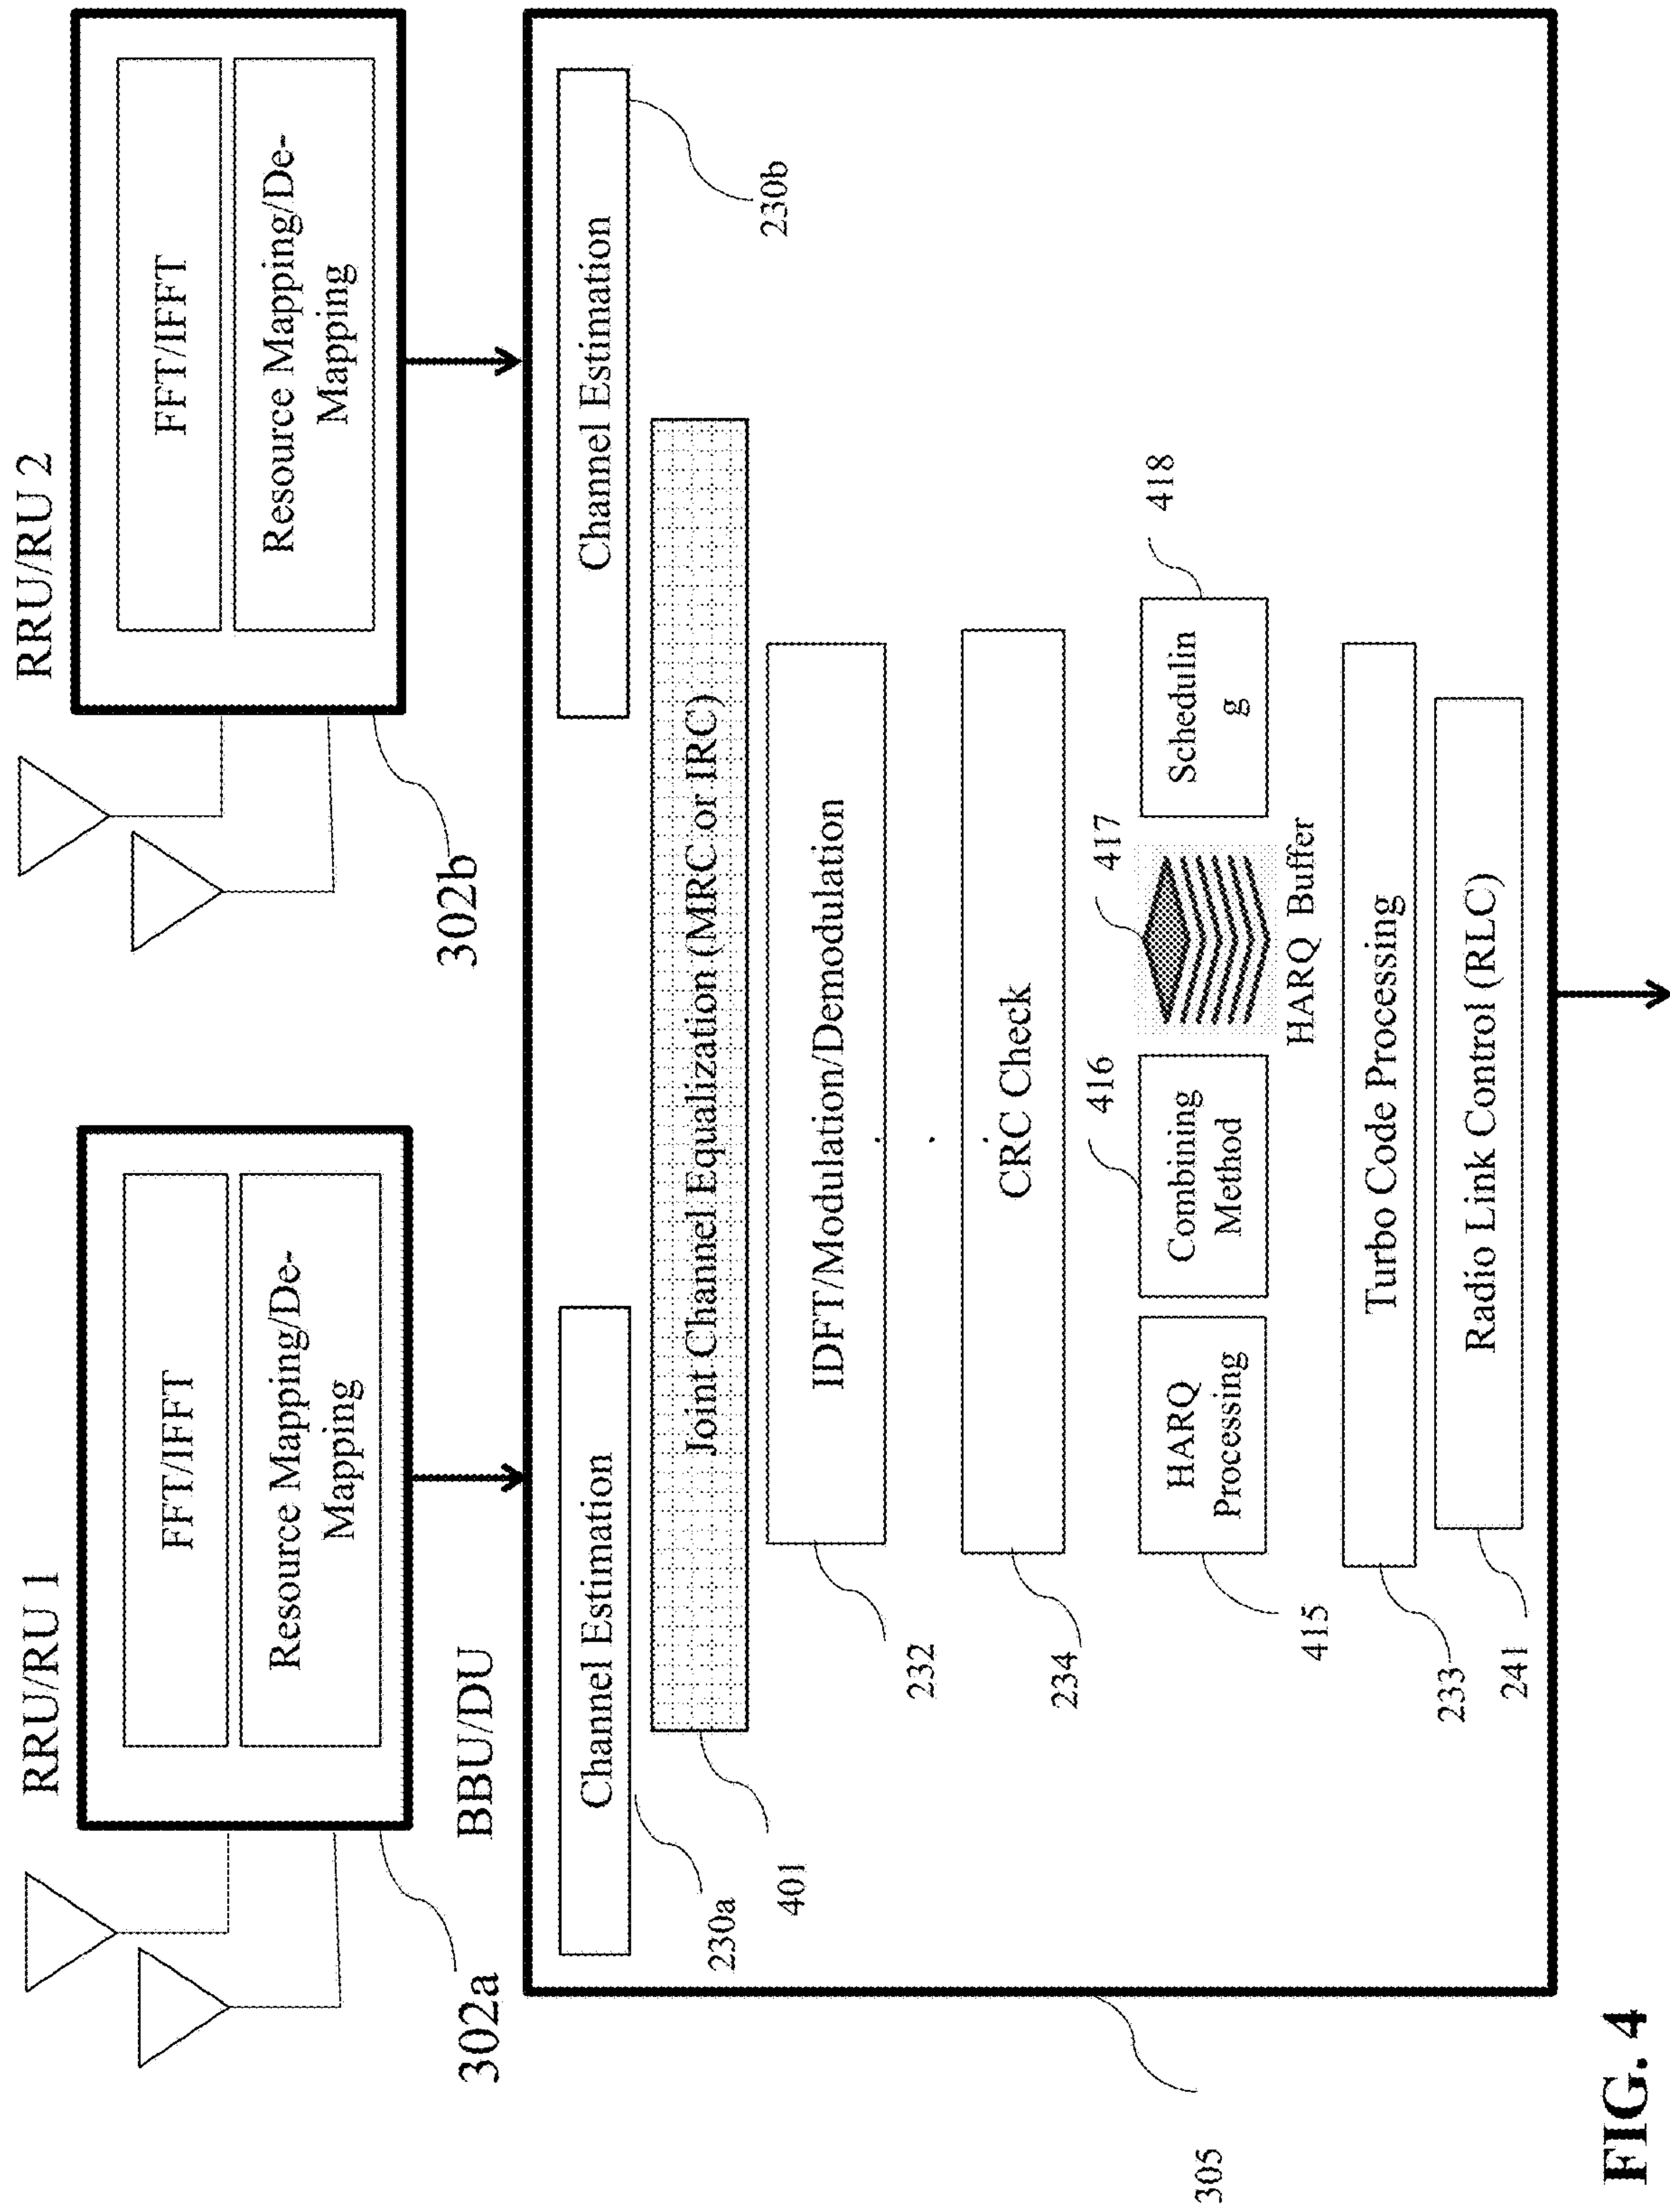 RRU/RU 1
FFT/IFFT
Resource Mapping/De-
Mapping
302a
RRU/RU 2
FFT/IFFT
Resource Mapping/De-
Mapping
302b
BBU/DU
Channel Estimation
230a
Channel Estimation
230b
Joint Channel Equalization (MRC or IRC)
401
IDFT/Modulation/Demodulation
232
. . .
CRC Check
234
HARQ
Processing
415
Combining
Method
416
417
HARQ Buffer
Schedulin
g
418
Turbo Code Processing
233
Radio Link Control (RLC)
241
305
FIG. 4